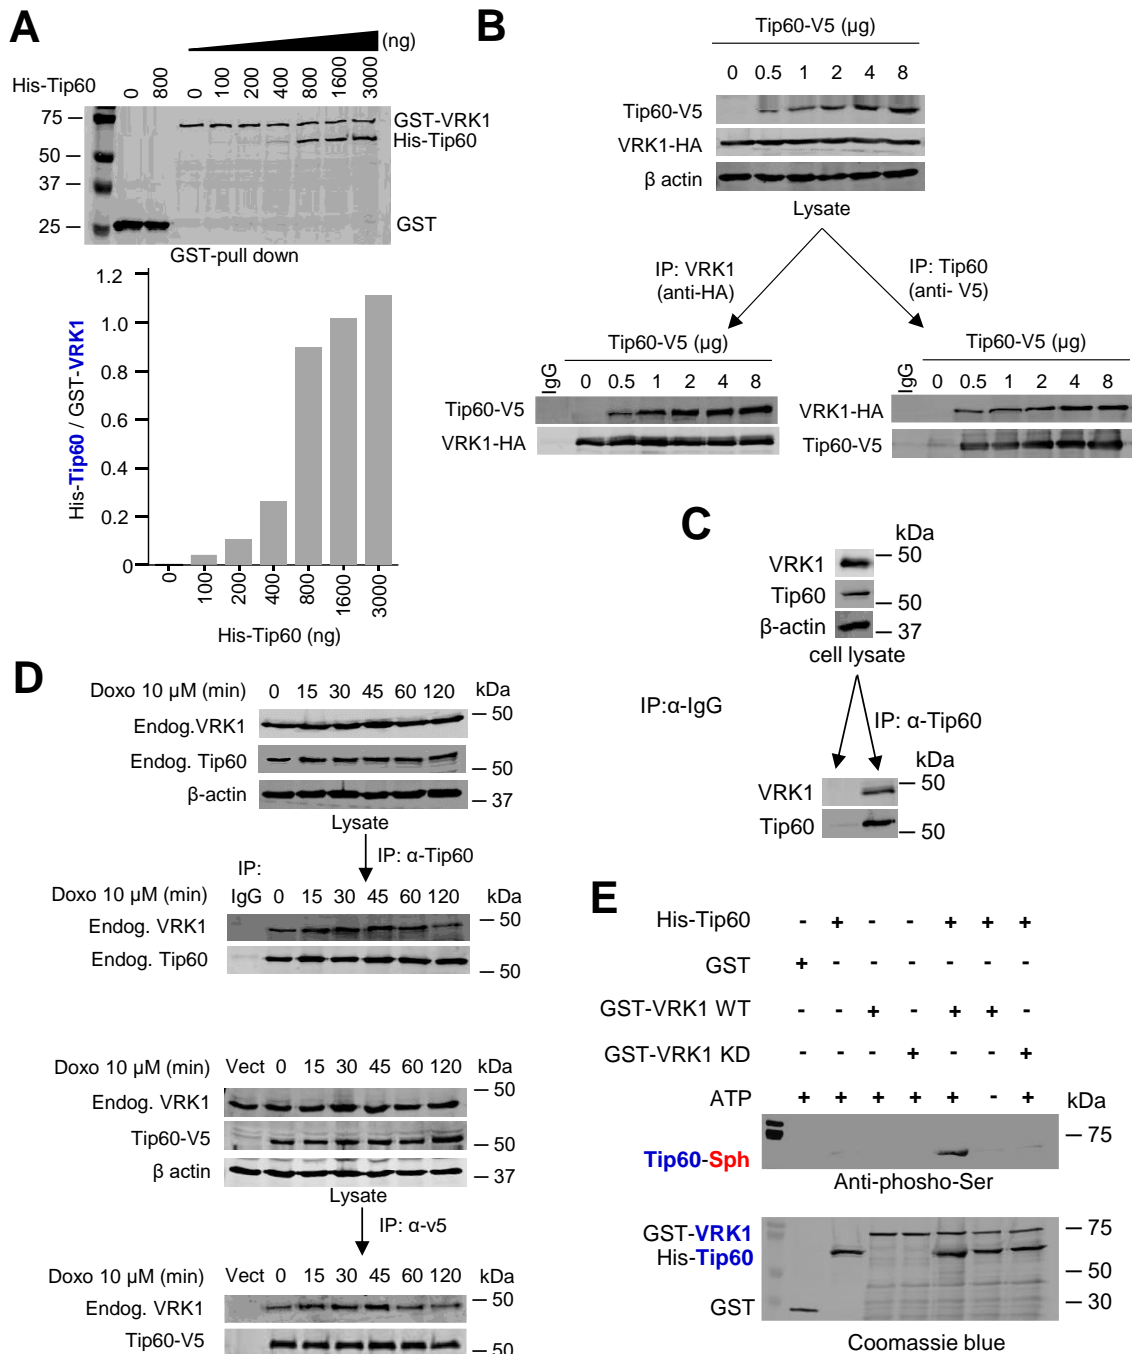 A
(ng)
His-Tip60 0 800 0 100 200 400 800 1600 3000
75
GST-VRK1
His-Tip60
50
37
25
GST
GST-pull down
His-Tip60 / GST-VRK1
1.2
1.0
0.8
0.6
0.4
0.2
0
0 100 200 400 800 1600 3000
His-Tip60 (ng)
B
Tip60-V5 (µg)
0 0.5 1 2 4 8
Tip60-V5
VRK1-HA
β actin
Lysate
IP: VRK1
(anti-HA)
IP: Tip60
(anti- V5)
Tip60-V5 (µg)
IgG 0 0.5 1 2 4 8
Tip60-V5
VRK1-HA
Tip60-V5 (µg)
IgG 0 0.5 1 2 4 8
VRK1-HA
Tip60-V5
C
kDa
VRK1 50
Tip60 50
β-actin 37
cell lysate
IP:α-IgG
IP: α-Tip60
kDa
VRK1 50
Tip60 50
D
Doxo 10 µM (min) 0 15 30 45 60 120 kDa
Endog.VRK1 50
Endog. Tip60 50
β-actin 37
Lysate
IP: α-Tip60
IP:
Doxo 10 µM (min) IgG 0 15 30 45 60 120 kDa
Endog. VRK1 50
Endog. Tip60 50
Doxo 10 µM (min) Vect 0 15 30 45 60 120 kDa
Endog. VRK1 50
Tip60-V5 50
β actin 37
Lysate
IP: α-v5
Doxo 10 µM (min) Vect 0 15 30 45 60 120 kDa
Endog. VRK1 50
Tip60-V5 50
E
His-Tip60 - + - - + + +
GST + - - - - - -
GST-VRK1 WT - - + - + + -
GST-VRK1 KD - - - + - - +
ATP + + + + + - + kDa
75
Tip60-Sph
Anti-phosho-Ser
GST-VRK1 75
His-Tip60
50
GST 30
Coomassie blue